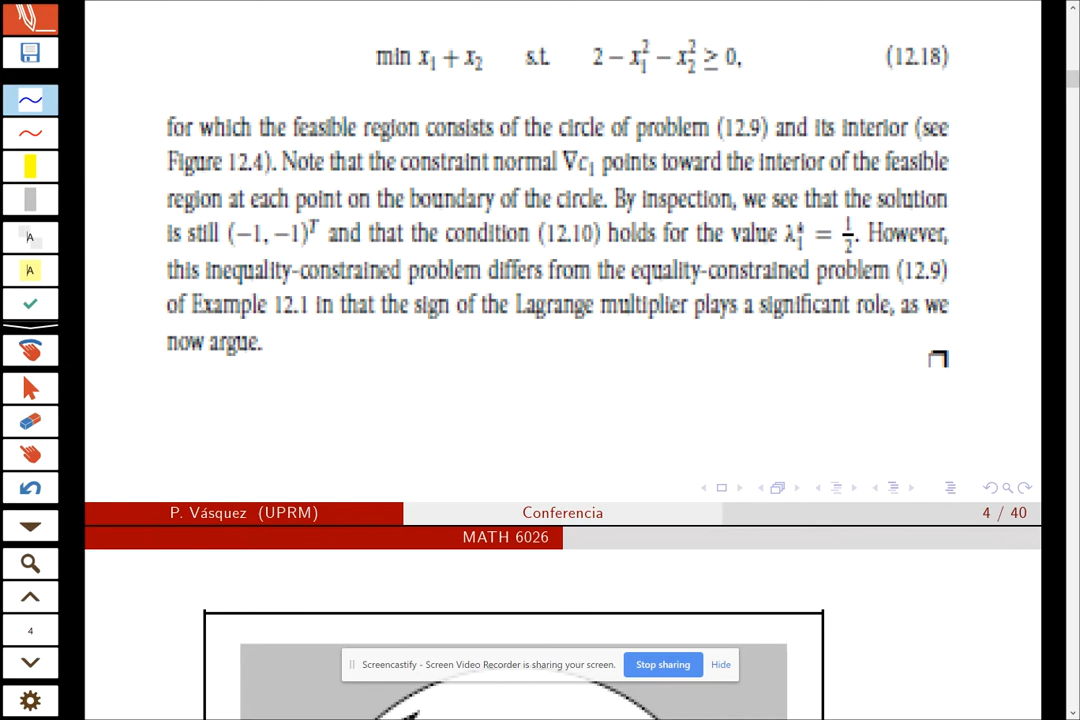 min x₁ + x₂ s.t. 2 − x₁² − x₂² ≥ 0, (12.18)
for which the feasible region consists of the circle of problem (12.9) and its interior (see
Figure 12.4). Note that the constraint normal ∇c₁ points toward the interior of the feasible
region at each point on the boundary of the circle. By inspection, we see that the solution
is still (−1, −1)ᵀ and that the condition (12.10) holds for the value λ₁* = 1/2. However,
this inequality-constrained problem differs from the equality-constrained problem (12.9)
of Example 12.1 in that the sign of the Lagrange multiplier plays a significant role, as we
now argue.
P. Vásquez (UPRM) Conferencia 4 / 40
MATH 6026
A
A
4
Screencastify - Screen Video Recorder is sharing your screen. Stop sharing Hide